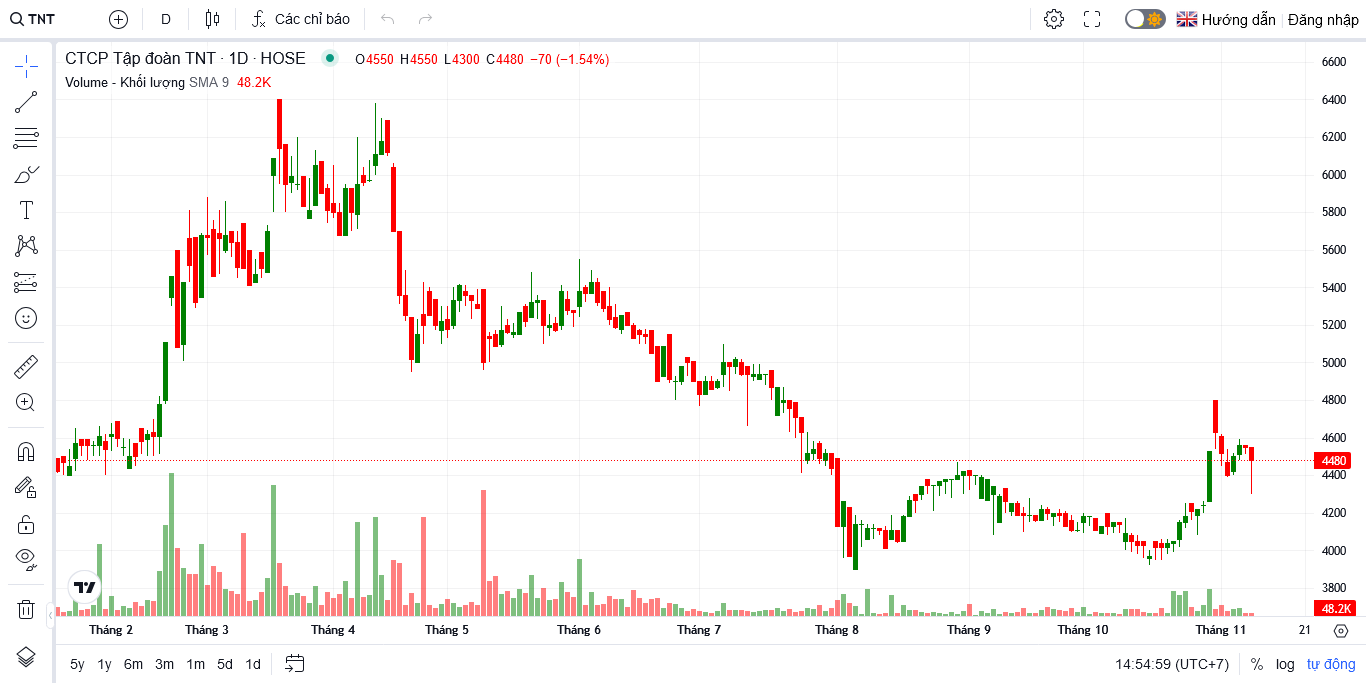 TNT D Các chỉ báo Hướng dẫn Đăng nhập
CTCP Tập đoàn TNT · 1D · HOSE O4550 H4550 L4300 C4480 −70 (−1.54%)
Volume - Khối lượng SMA 9 48.2K
6600
6400
6200
6000
5800
5600
5400
5200
5000
4800
4600
4480
4400
4200
4000
3800
48.2K
Tháng 2 Tháng 3 Tháng 4 Tháng 5 Tháng 6 Tháng 7 Tháng 8 Tháng 9 Tháng 10 Tháng 11 21
5y 1y 6m 3m 1m 5d 1d 14:54:59 (UTC+7) % log tự động